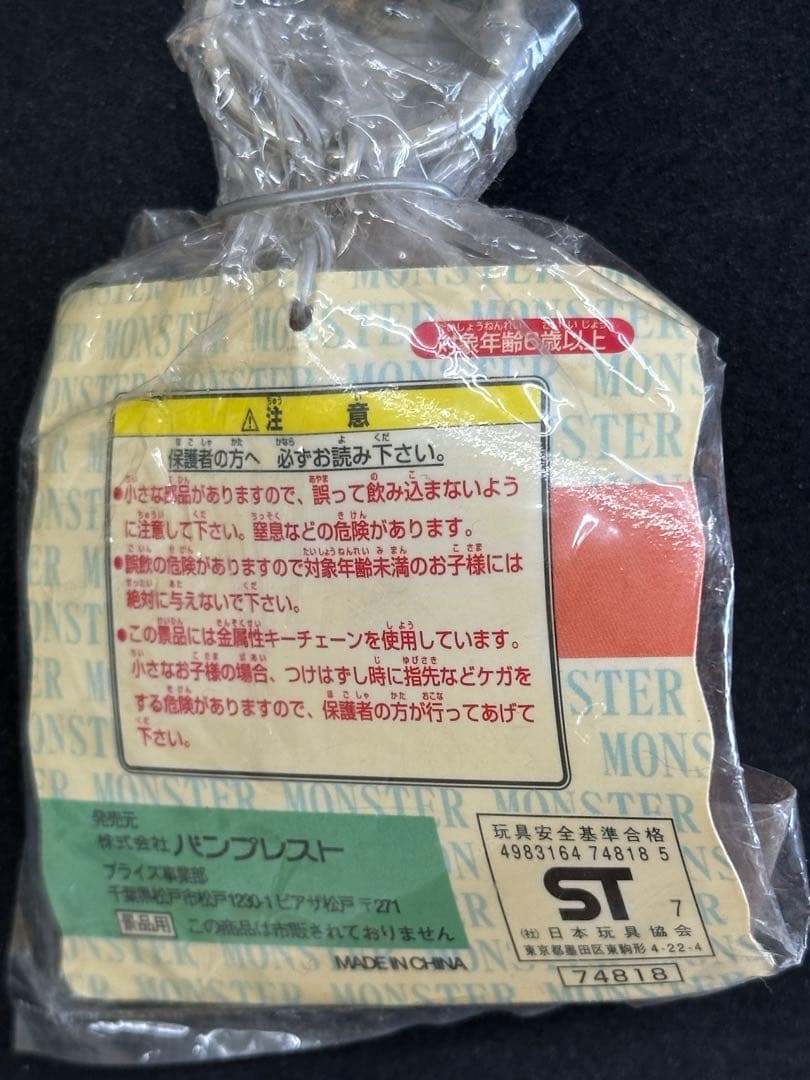 MONSTER MONSTER MONSTER
対象年齢6歳以上
⚠注意
保護者の方へ 必ずお読み下さい。
●小さな部品がありますので、誤って飲み込まないよう
に注意して下さい。窒息などの危険があります。
●誤飲の危険がありますので対象年齢未満のお子様には
絶対に与えないで下さい。
●この景品には金属性キーチェーンを使用しています。
小さなお子様の場合、つけはずし時に指先などケガを
する危険がありますので、保護者の方が行ってあげて
下さい。
発売元
株式会社 バンプレスト
プライズ事業部
千葉県松戸市松戸1230-1 ピアザ松戸 〒271
景品用 この商品は市販されておりません
MADE IN CHINA
玩具安全基準合格
4983164 74818 5
ST 7
(社)日本玩具協会
東京都墨田区東駒形 4-22-4
74818